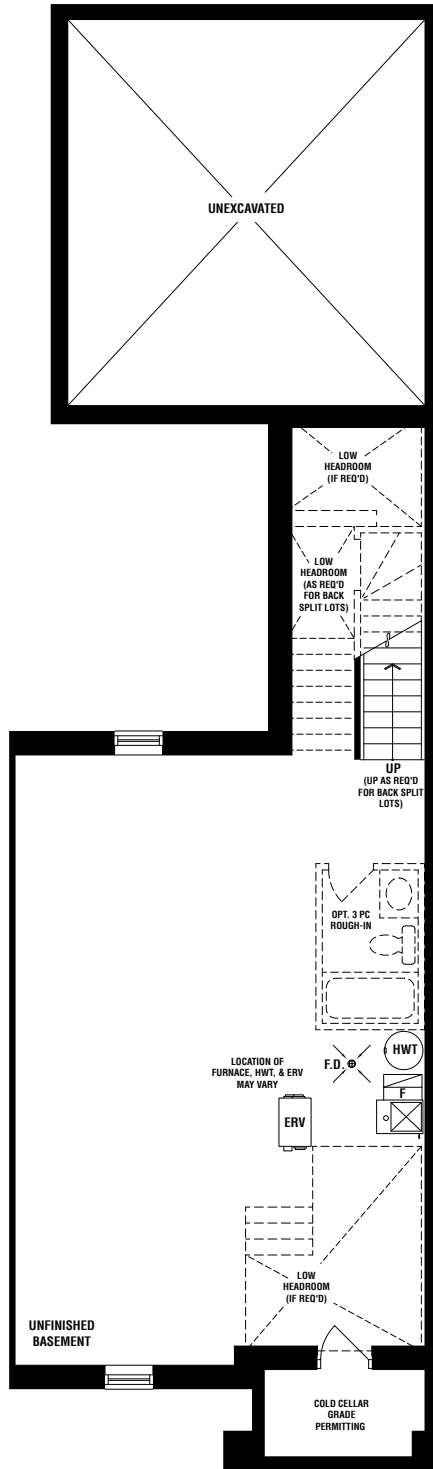 UNEXCAVATED
LOW
HEADROOM
(IF REQ'D)
LOW
HEADROOM
(AS REQ'D
FOR BACK
SPLIT LOTS)
UP
(UP AS REQ'D
FOR BACK SPLIT
LOTS)
OPT. 3 PC
ROUGH-IN
HWT
LOCATION OF
FURNACE, HWT, & ERV
MAY VARY
F.D.
F
ERV
LOW
HEADROOM
(IF REQ'D)
UNFINISHED
BASEMENT
COLD CELLAR
GRADE
PERMITTING